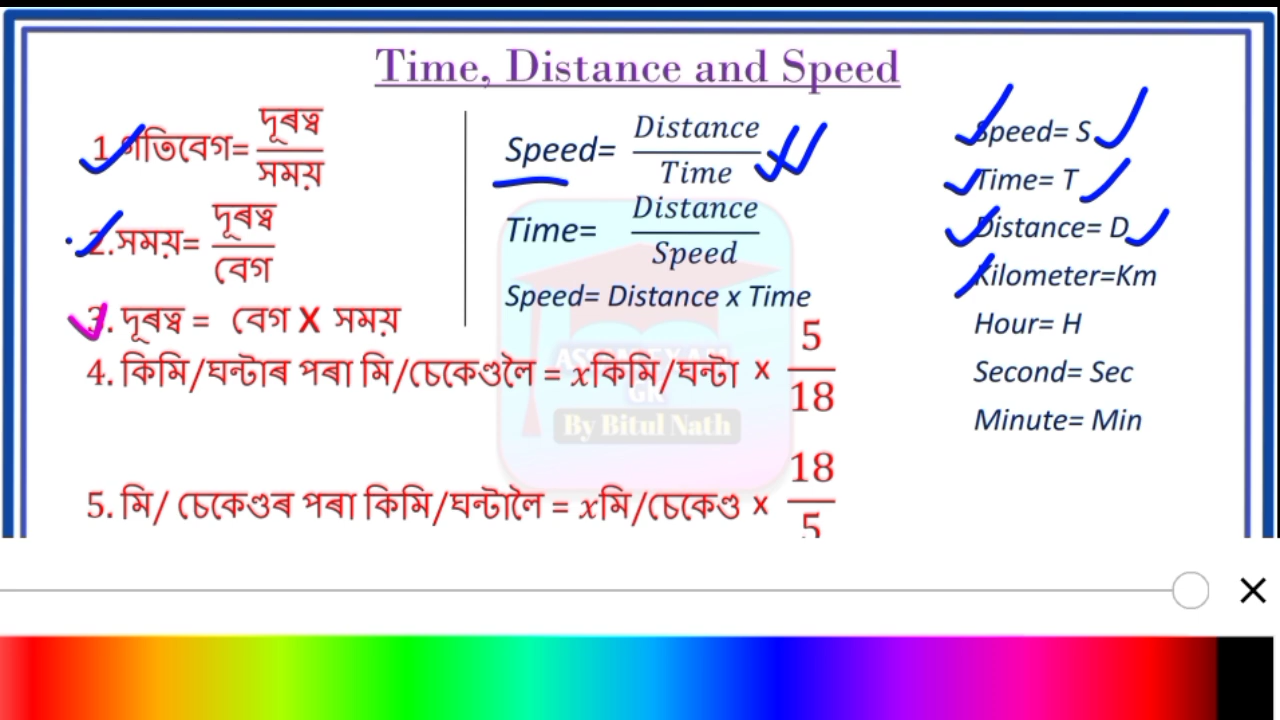 Time, Distance and Speed
1.গতিবেগ= দূৰত্ব
সময়
2.সময়= দূৰত্ব
বেগ
3. দূৰত্ব = বেগ X সময়
Speed= Distance
Time
Time= Distance
Speed
Speed= Distance x Time
4. কিমি/ঘন্টাৰ পৰা মি/চেকেণ্ডলৈ = xকিমি/ঘন্টা × 5
18
5. মি/ চেকেণ্ডৰ পৰা কিমি/ঘন্টালৈ = xমি/চেকেণ্ড × 18
5
Speed= S
Time= T
Distance= D
Kilometer=Km
Hour= H
Second= Sec
Minute= Min
GK
By Bitul Nath